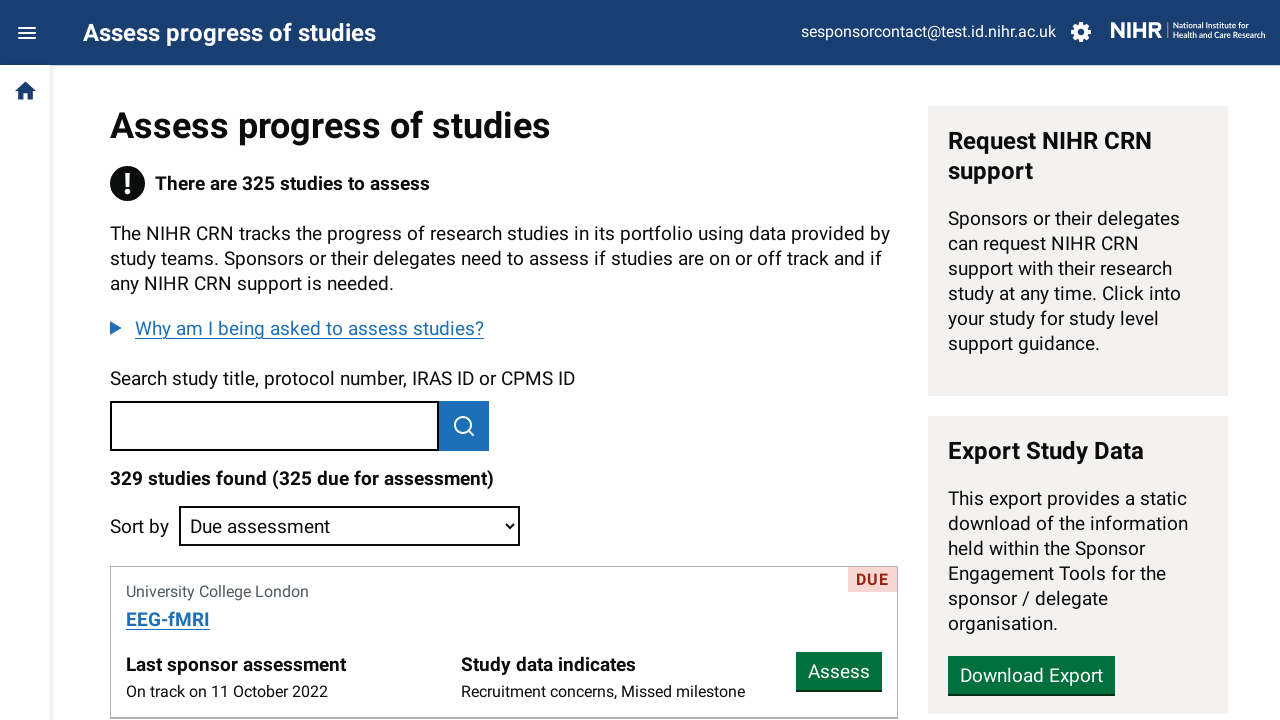 Assess progress of studies
sesponsorcontact@test.id.nihr.ac.uk
NIHR
National Institute for
Health and Care Research
Assess progress of studies
There are 325 studies to assess
The NIHR CRN tracks the progress of research studies in its portfolio using data provided by
study teams. Sponsors or their delegates need to assess if studies are on or off track and if
any NIHR CRN support is needed.
Why am I being asked to assess studies?
Search study title, protocol number, IRAS ID or CPMS ID
329 studies found (325 due for assessment)
Sort by
Due assessment
DUE
University College London
EEG-fMRI
Last sponsor assessment
On track on 11 October 2022
Study data indicates
Recruitment concerns, Missed milestone
Assess
Request NIHR CRN
support
Sponsors or their delegates
can request NIHR CRN
support with their research
study at any time. Click into
your study for study level
support guidance.
Export Study Data
This export provides a static
download of the information
held within the Sponsor
Engagement Tools for the
sponsor / delegate
organisation.
Download Export